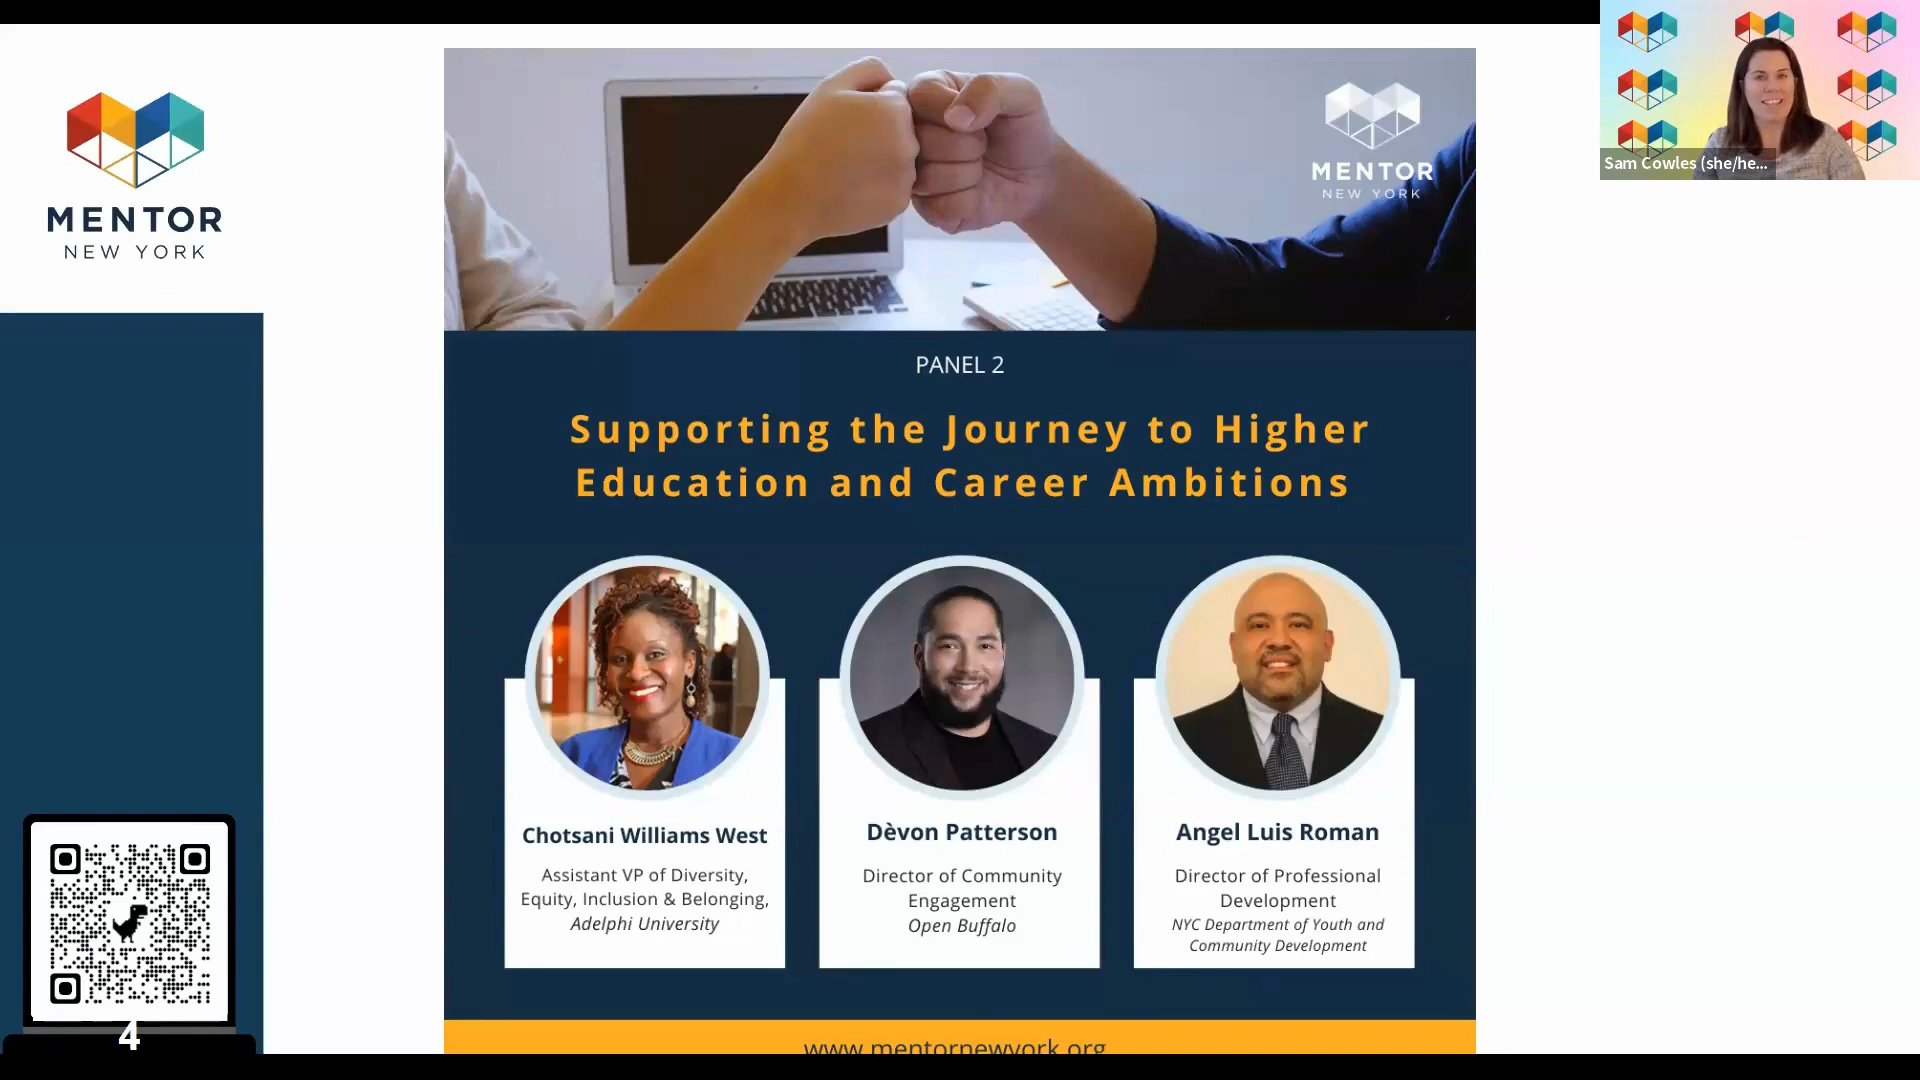 MENTOR
NEW YORK
MENTOR
NEW YORK
Sam Cowles (she/he...
PANEL 2
Supporting the Journey to Higher
Education and Career Ambitions
Chotsani Williams West
Assistant VP of Diversity,
Equity, Inclusion & Belonging,
Adelphi University
Dèvon Patterson
Director of Community
Engagement
Open Buffalo
Angel Luis Roman
Director of Professional
Development
NYC Department of Youth and
Community Development
4
www.mentornewyork.org